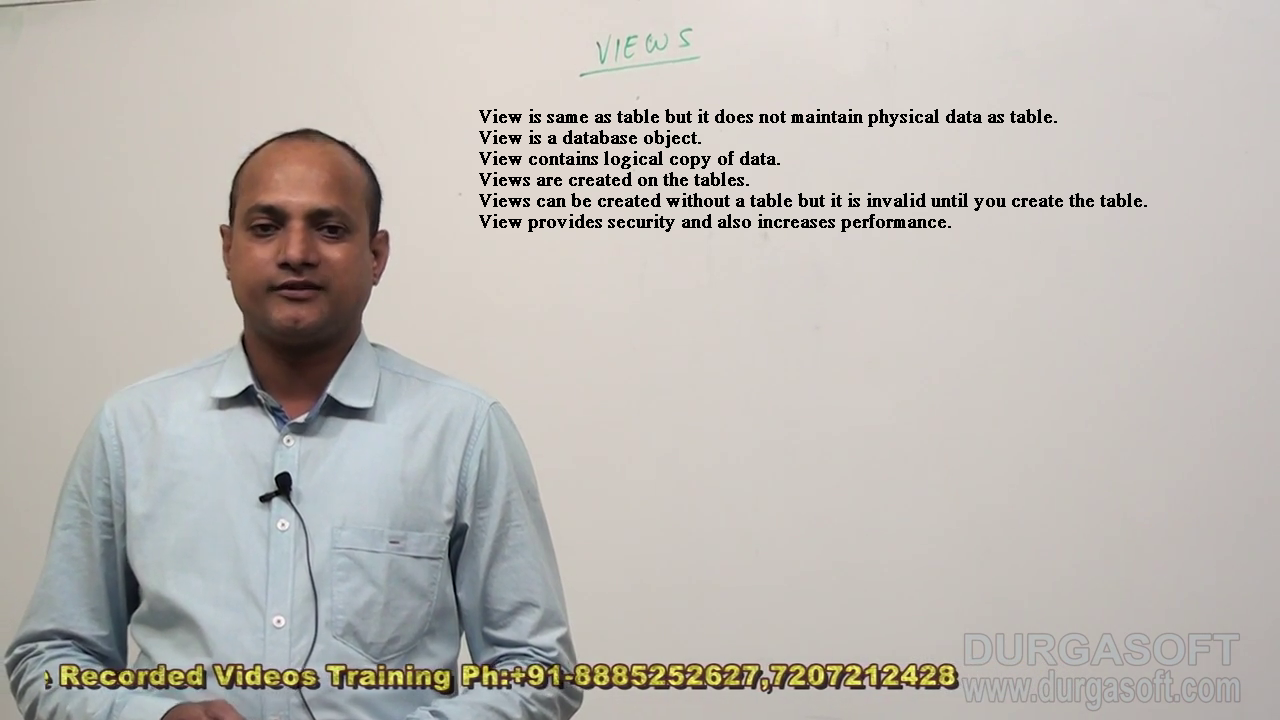 VIEWS
View is same as table but it does not maintain physical data as table.
View is a database object.
View contains logical copy of data.
Views are created on the tables.
Views can be created without a table but it is invalid until you create the table.
View provides security and also increases performance.
Recorded Videos Training Ph:+91-8885252627,7207212428
DURGASOFT
www.durgasoft.com